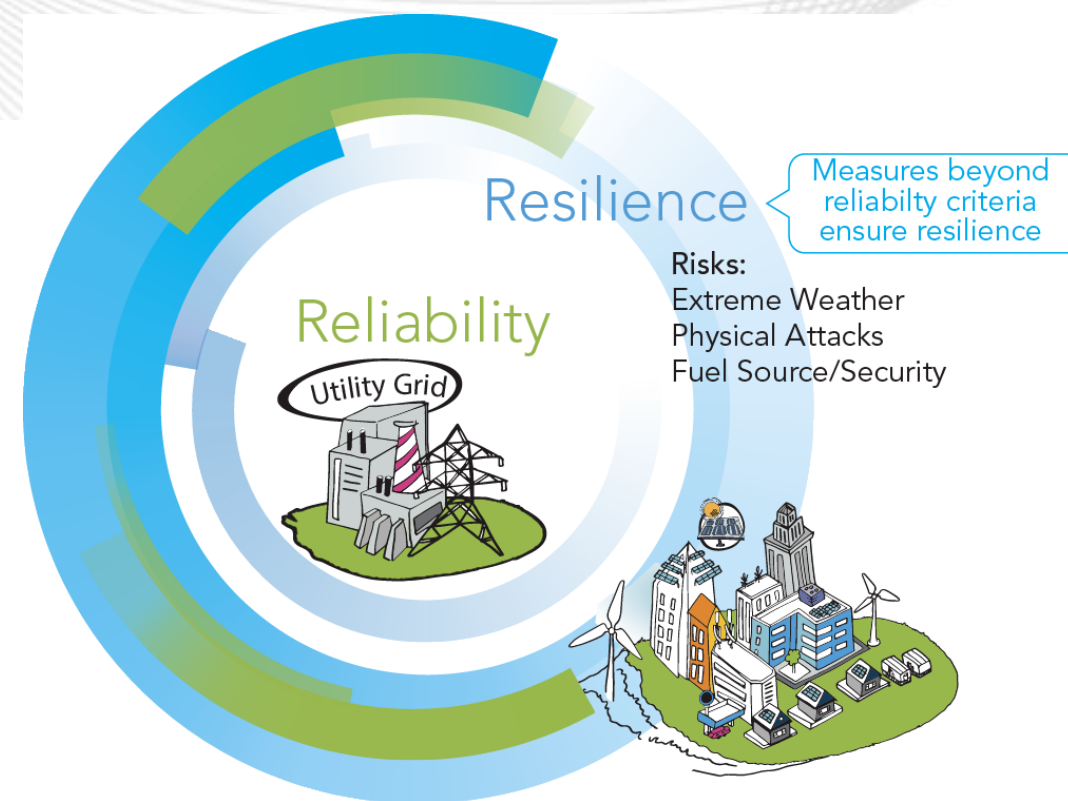 Resilience
Measures beyond
reliabilty criteria
ensure resilience
Risks:
Extreme Weather
Physical Attacks
Fuel Source/Security
Reliability
Utility Grid